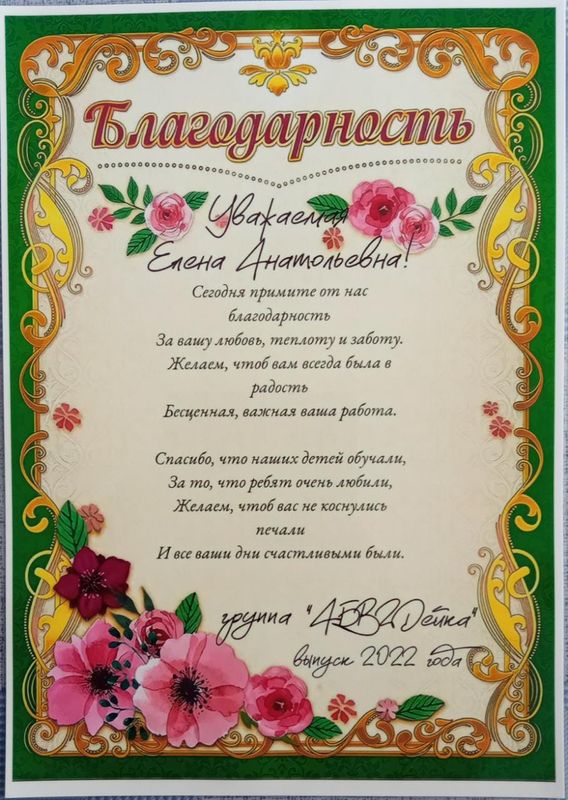 Благодарность
Уважаемая
Елена Анатольевна!
Сегодня примите от нас
благодарность
За вашу любовь, теплоту и заботу.
Желаем, чтоб вам всегда была в
радость
Бесценная, важная ваша работа.
Спасибо, что наших детей обучали,
За то, что ребят очень любили,
Желаем, чтоб вас не коснулись
печали
И все ваши дни счастливыми были.
группа "АБВГДейка"
выпуск 2022 года